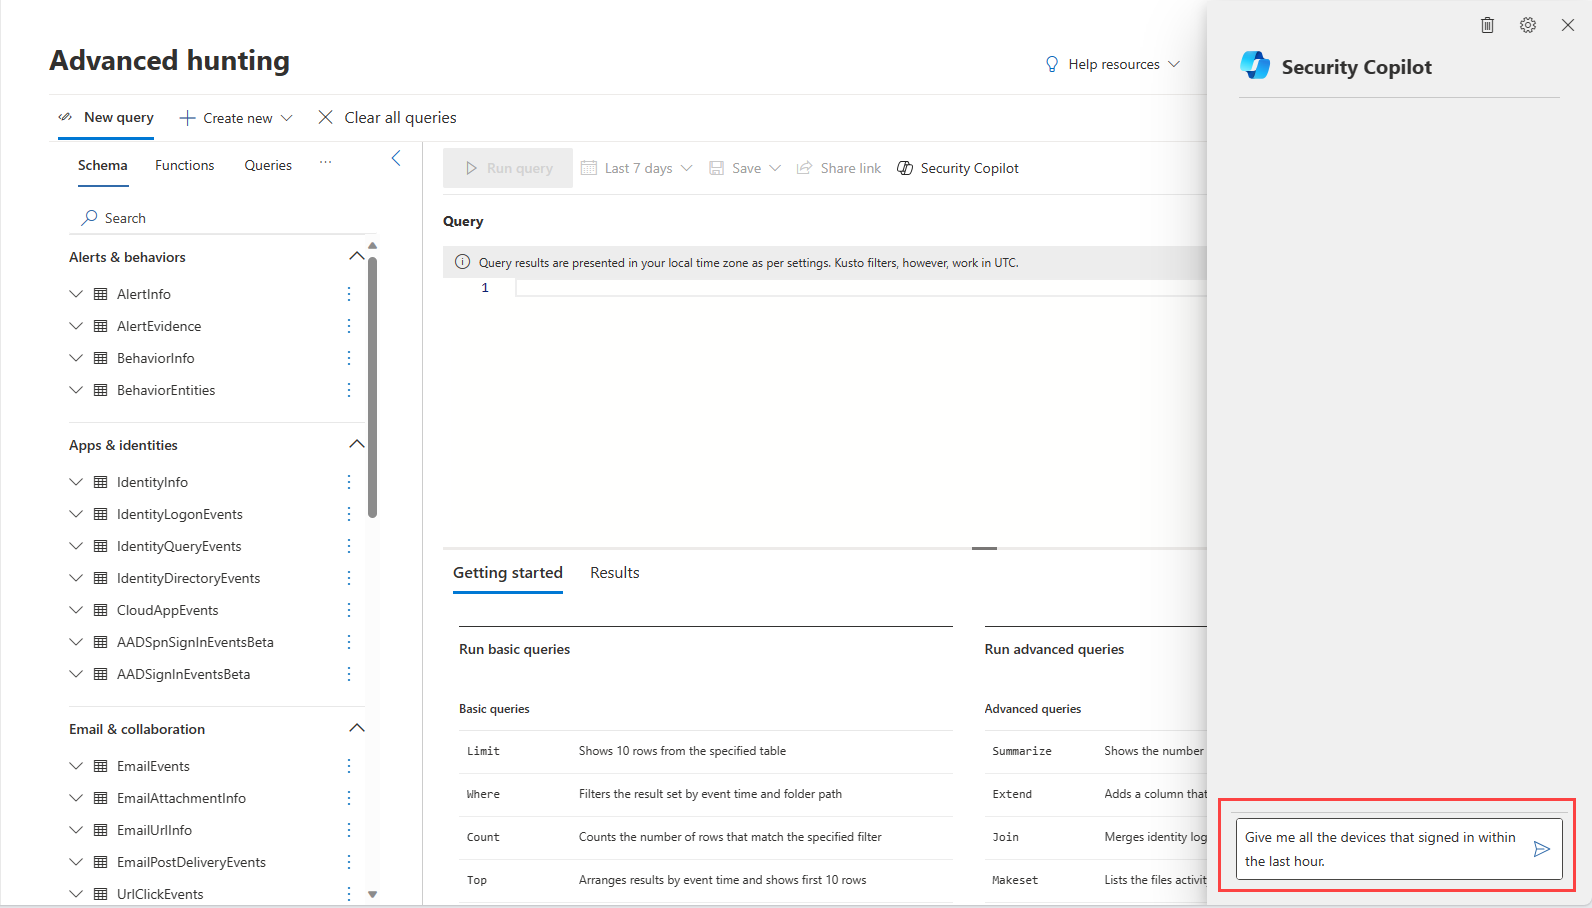 Advanced hunting
Help resources
New query
Create new
Clear all queries
Schema
Functions
Queries
...
Search
Alerts & behaviors
AlertInfo
AlertEvidence
BehaviorInfo
BehaviorEntities
Apps & identities
IdentityInfo
IdentityLogonEvents
IdentityQueryEvents
IdentityDirectoryEvents
CloudAppEvents
AADSpnSignInEventsBeta
AADSignInEventsBeta
Email & collaboration
EmailEvents
EmailAttachmentInfo
EmailUrlInfo
EmailPostDeliveryEvents
UrlClickEvents
Run query
Last 7 days
Save
Share link
Security Copilot
Query
Query results are presented in your local time zone as per settings. Kusto filters, however, work in UTC.
1
Getting started
Results
Run basic queries
Basic queries
Limit Shows 10 rows from the specified table
Where Filters the result set by event time and folder path
Count Counts the number of rows that match the specified filter
Top Arranges results by event time and shows first 10 rows
Run advanced queries
Advanced queries
Summarize Shows the number
Extend Adds a column that
Join Merges identity log
Makeset Lists the files activity
Security Copilot
Give me all the devices that signed in within
the last hour.